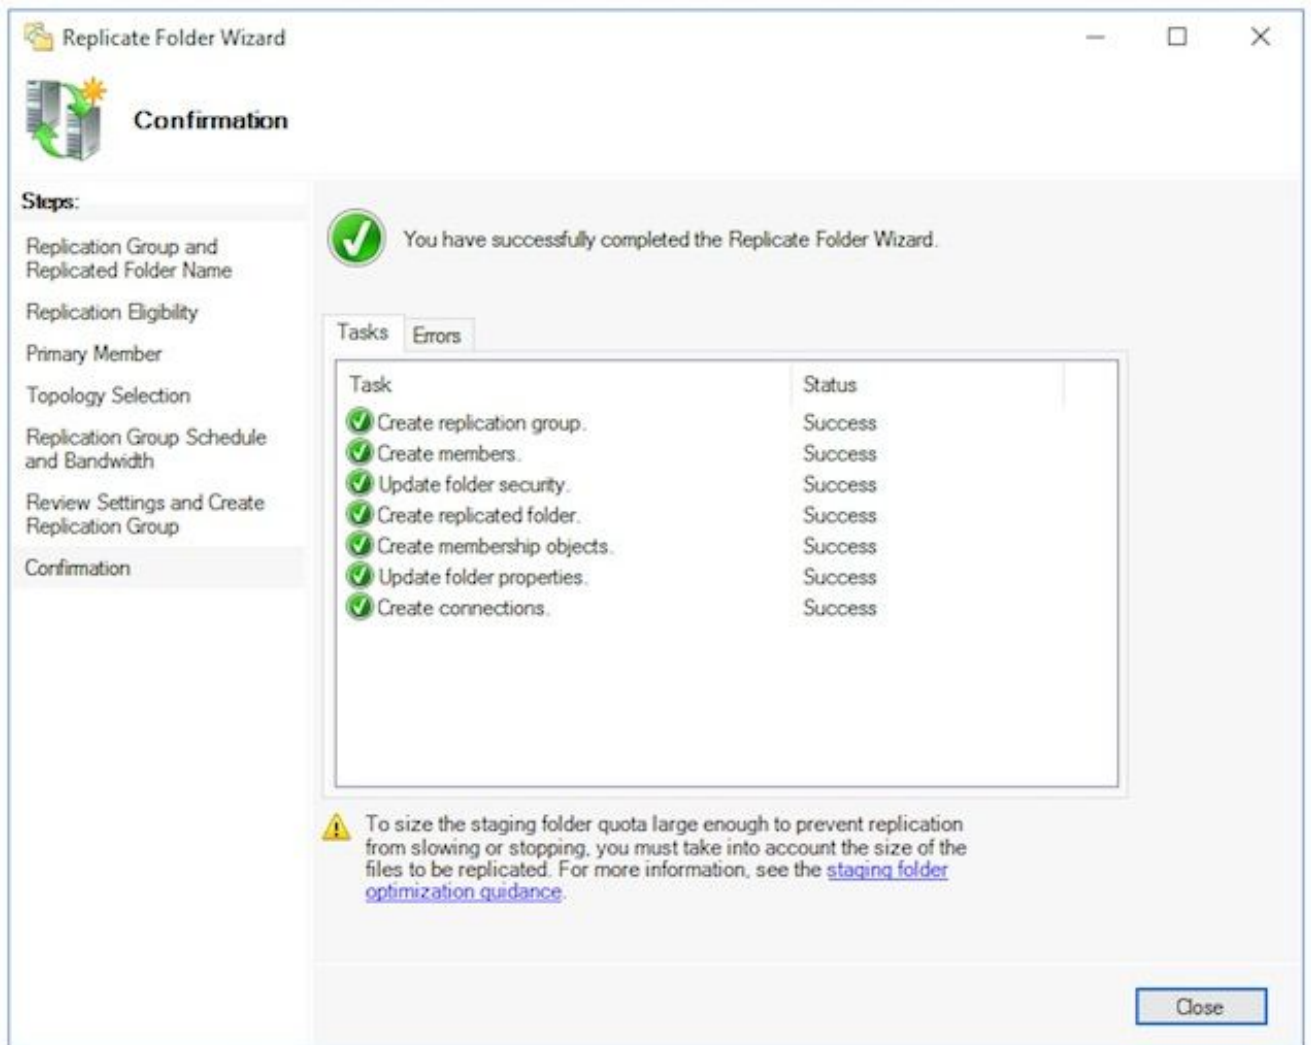 Replicate Folder Wizard
Confirmation
Steps:
Replication Group and
Replicated Folder Name
Replication Eligibility
Primary Member
Topology Selection
Replication Group Schedule
and Bandwidth
Review Settings and Create
Replication Group
Confirmation
You have successfully completed the Replicate Folder Wizard.
Tasks Errors
Task Status
Create replication group. Success
Create members. Success
Update folder security. Success
Create replicated folder. Success
Create membership objects. Success
Update folder properties. Success
Create connections. Success
To size the staging folder quota large enough to prevent replication
from slowing or stopping, you must take into account the size of the
files to be replicated. For more information, see the staging folder
optimization guidance.
Close